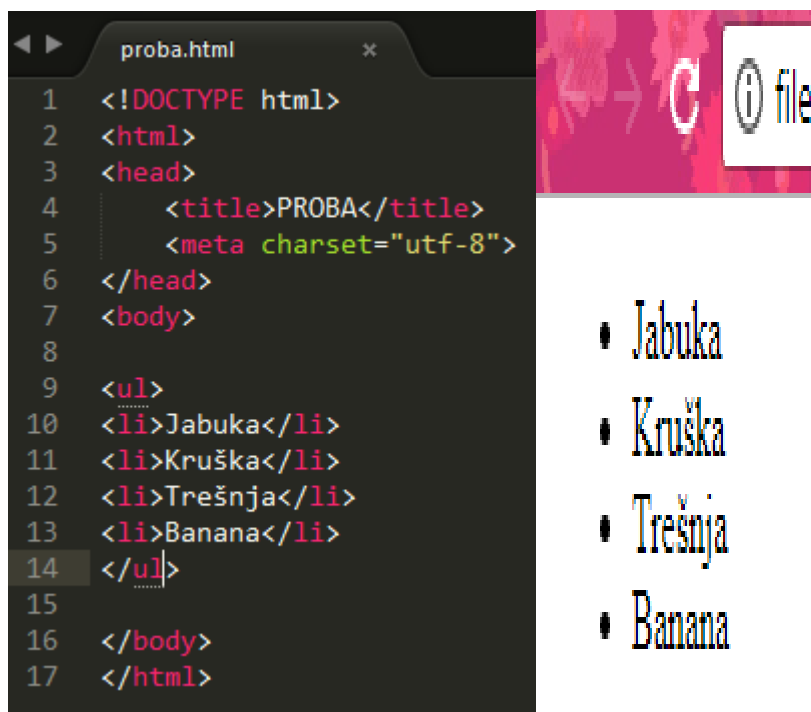 proba.html ×
1 <!DOCTYPE html>
2 <html>
3 <head>
4 <title>PROBA</title>
5 <meta charset="utf-8">
6 </head>
7 <body>
8
9 <ul>
10 <li>Jabuka</li>
11 <li>Kruška</li>
12 <li>Trešnja</li>
13 <li>Banana</li>
14 </ul>
15
16 </body>
17 </html>
file
• Jabuka
• Kruška
• Trešnja
• Banana